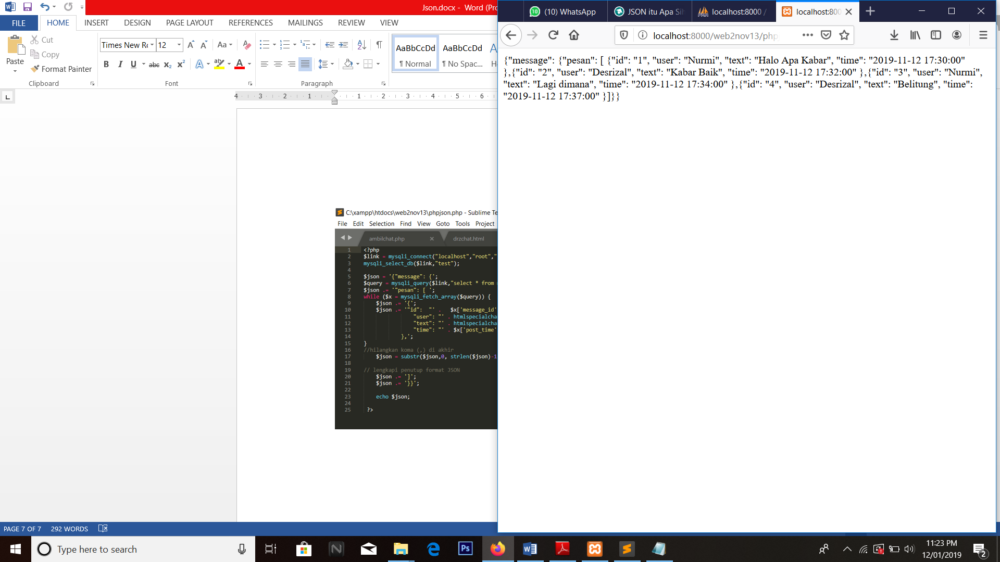 Json.docx - Word (Pro
FILE HOME INSERT DESIGN PAGE LAYOUT REFERENCES MAILINGS REVIEW VIEW
Paste
Cut
Copy
Format Painter
Clipboard
Times New Ro 12
Font
Paragraph
AaBbCcDd AaBbCcDd
¶ Normal ¶ No Spac...
4 3 2 1 1 2 3 4 5 6
C:\xampp\htdocs\web2nov13\phpjson.php - Sublime Te
File Edit Selection Find View Goto Tools Project
ambilchat.php drzchat.html
1 <?php
2 $link = mysqli_connect("localhost","root","
3 mysqli_select_db($link,"test");
4
5 $json = '{"message": {';
6 $query = mysqli_query($link,"select * from
7 $json .= '"pesan": [ ';
8 while ($x = mysqli_fetch_array($query)) {
9 $json .= '{';
10 $json .= '"id": "' . $x['message_id'
11 "user": "' . htmlspecialcha
12 "text": "' . htmlspecialcha
13 "time": "' . $x['post_time'
14 },';
15 }
16 //hilangkan koma (,) di akhir
17 $json = substr($json,0, strlen($json)-1
18
19 // lengkapi penutup format JSON
20 $json .= ']';
21 $json .= '}}';
22
23 echo $json;
24
25 ?>
PAGE 7 OF 7 292 WORDS
(10) WhatsApp JSON itu Apa Sih localhost:8000 / localhost:800
localhost:8000/web2nov13/php
{"message": {"pesan": [ {"id": "1", "user": "Nurmi", "text": "Halo Apa Kabar", "time": "2019-11-12 17:30:00"
},{"id": "2", "user": "Desrizal", "text": "Kabar Baik", "time": "2019-11-12 17:32:00" },{"id": "3", "user": "Nurmi",
"text": "Lagi dimana", "time": "2019-11-12 17:34:00" },{"id": "4", "user": "Desrizal", "text": "Belitung", "time":
"2019-11-12 17:37:00" }]}}
Type here to search
11:23 PM
12/01/2019
2